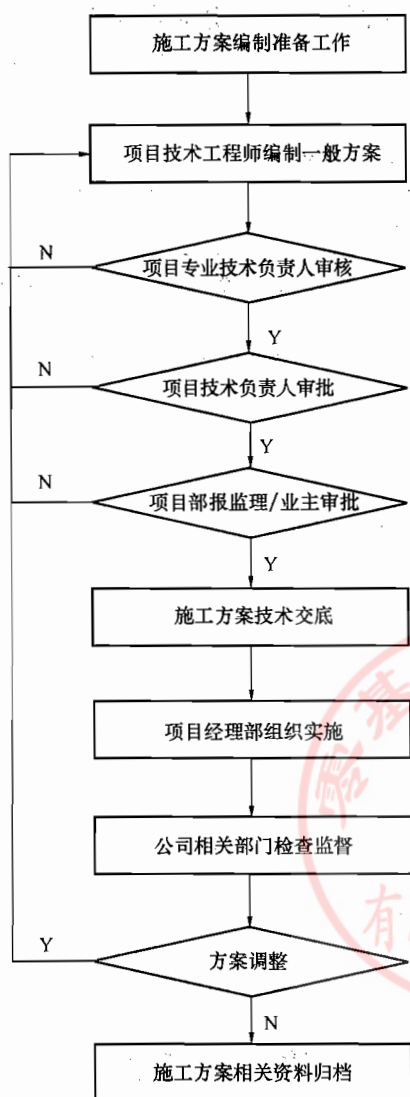 施工方案编制准备工作
项目技术工程师编制一般方案
N
项目专业技术负责人审核
Y
N
项目技术负责人审批
Y
N
项目部报监理/业主审批
Y
施工方案技术交底
项目经理部组织实施
公司相关部门检查监督
Y
方案调整
N
施工方案相关资料归档
基
有